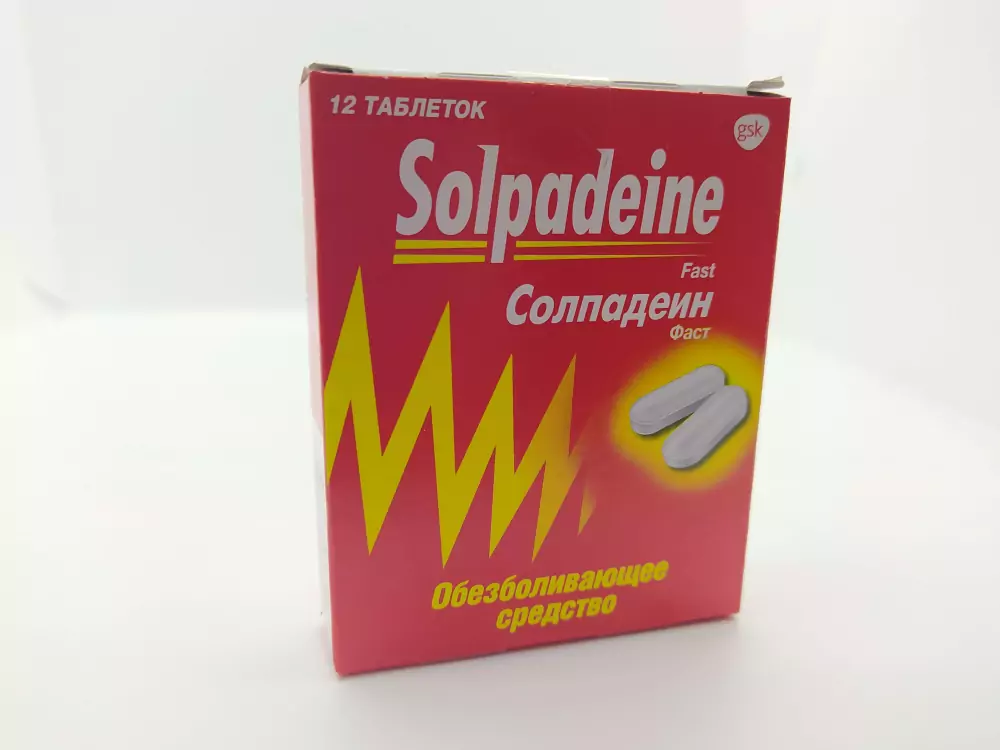 12 ТАБЛЕТОК
gsk
Solpadeine
Fast
Солпадеин
Фаст
Обезболивающее
средство